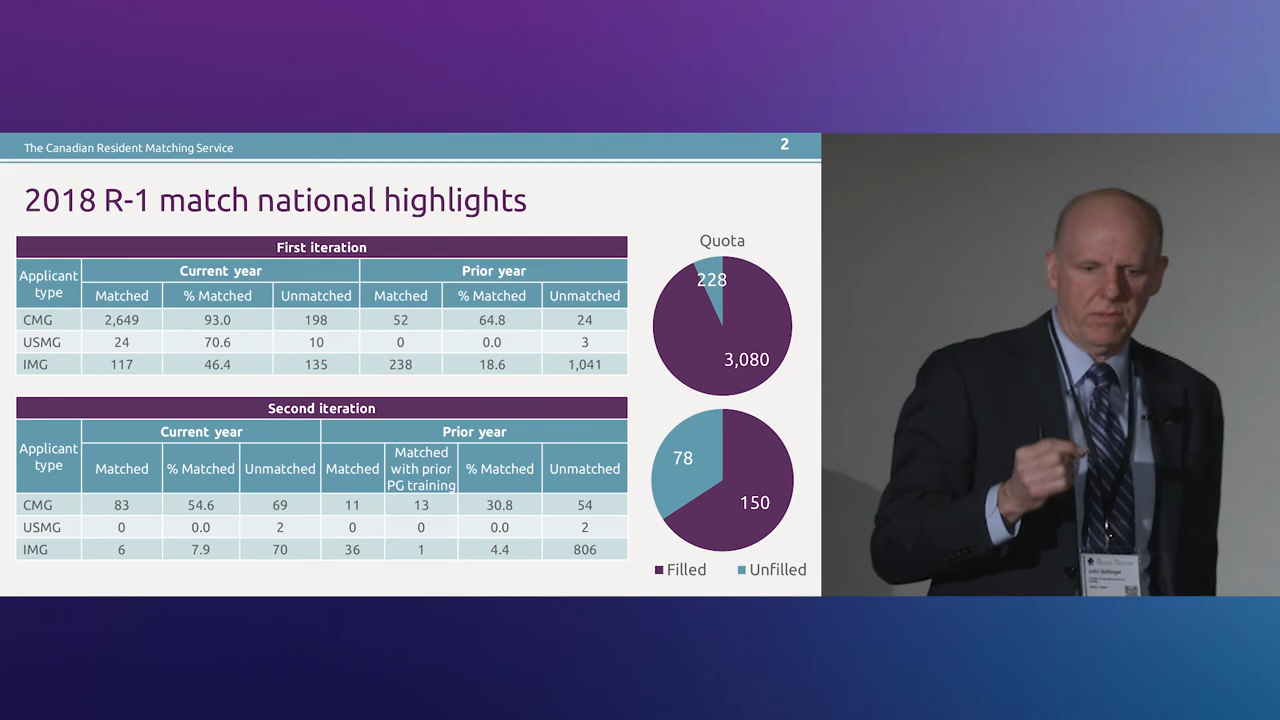 The Canadian Resident Matching Service 2
2018 R-1 match national highlights
First iteration
Applicant type Current year Prior year
Matched % Matched Unmatched Matched % Matched Unmatched
CMG 2,649 93.0 198 52 64.8 24
USMG 24 70.6 10 0 0.0 3
IMG 117 46.4 135 238 18.6 1,041
Second iteration
Applicant type Current year Prior year
Matched % Matched Unmatched Matched Matched with prior PG training % Matched Unmatched
CMG 83 54.6 69 11 13 30.8 54
USMG 0 0.0 2 0 0 0.0 2
IMG 6 7.9 70 36 1 4.4 806
Quota
228
3,080
78
150
Filled Unfilled